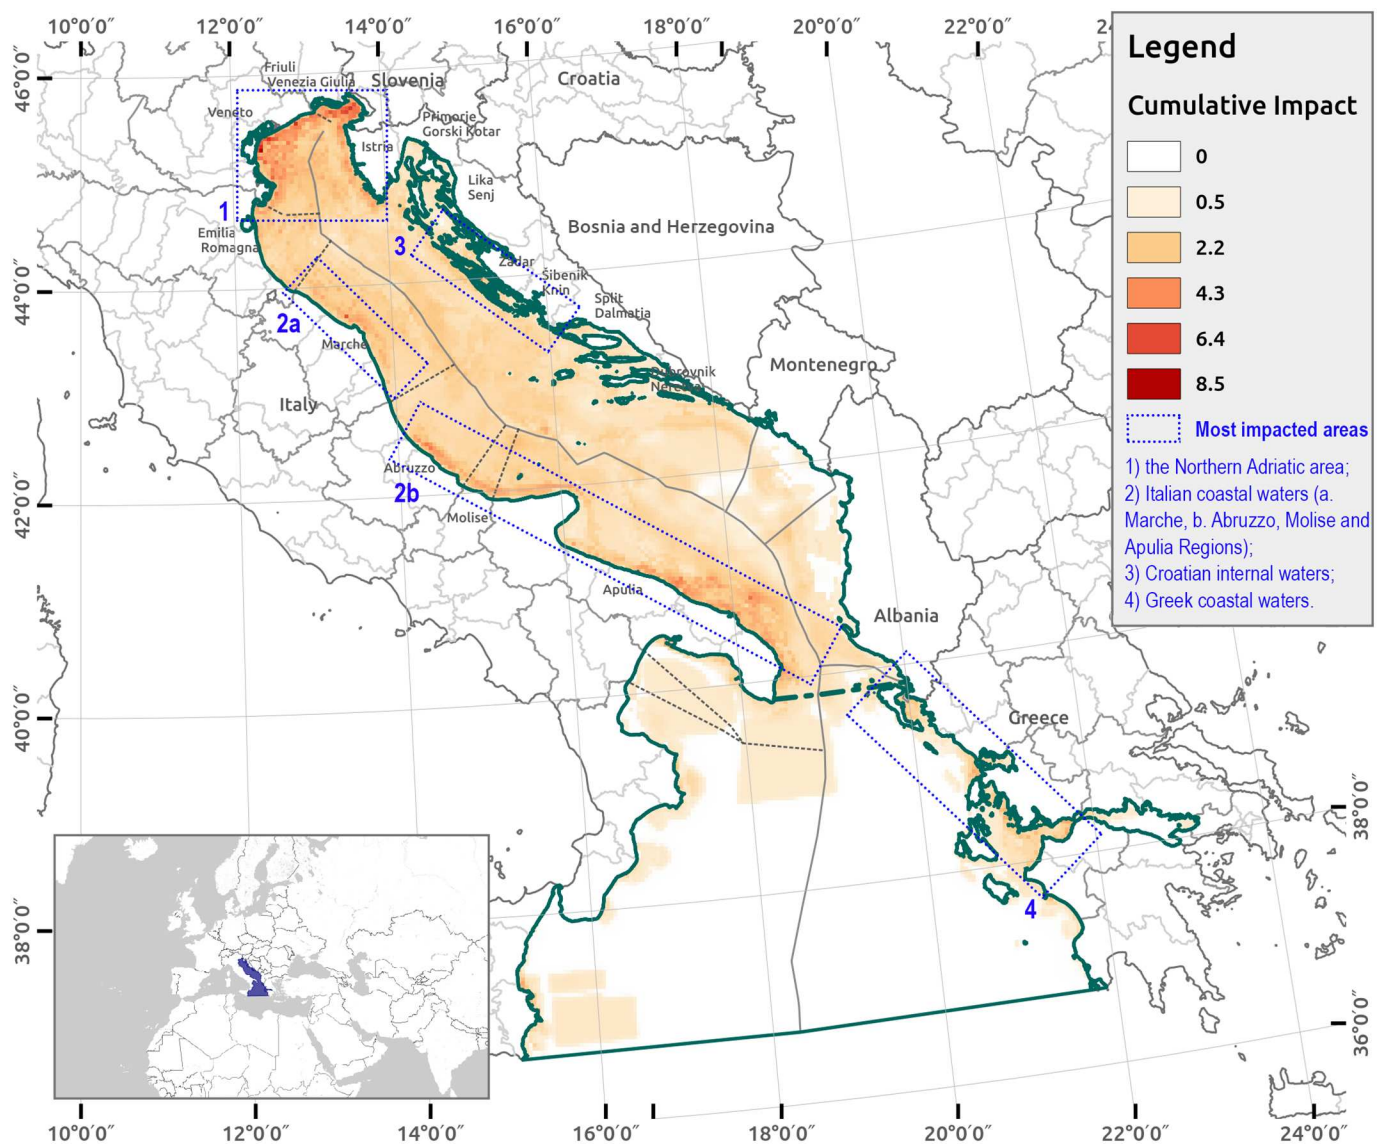 10°0′0″ 12°0′0″ 14°0′0″ 16°0′0″ 18°0′0″ 20°0′0″ 22°0′0″ 24
46°0′0″
44°0′0″
42°0′0″
40°0′0″
38°0′0″
Friuli
Venezia Giulia
Slovenia
Croatia
Veneto
Primorje
Gorski Kotar
Istria
Lika
Senj
1
Emilia
Romagna
3
Bosnia and Herzegovina
Zadar
Šibenik
Knin
Split
Dalmatia
2a
Marche
Dubrovnik
Neretva
Montenegro
Italy
Abruzzo
2b
Molise
Apulia
Albania
Greece
4
Legend
Cumulative Impact
0
0.5
2.2
4.3
6.4
8.5
Most impacted areas
1) the Northern Adriatic area;
2) Italian coastal waters (a.
Marche, b. Abruzzo, Molise and
Apulia Regions);
3) Croatian internal waters;
4) Greek coastal waters.
38°0′0″
36°0′0″
10°0′0″ 12°0′0″ 14°0′0″ 16°0′0″ 18°0′0″ 20°0′0″ 22°0′0″ 24°0′0″